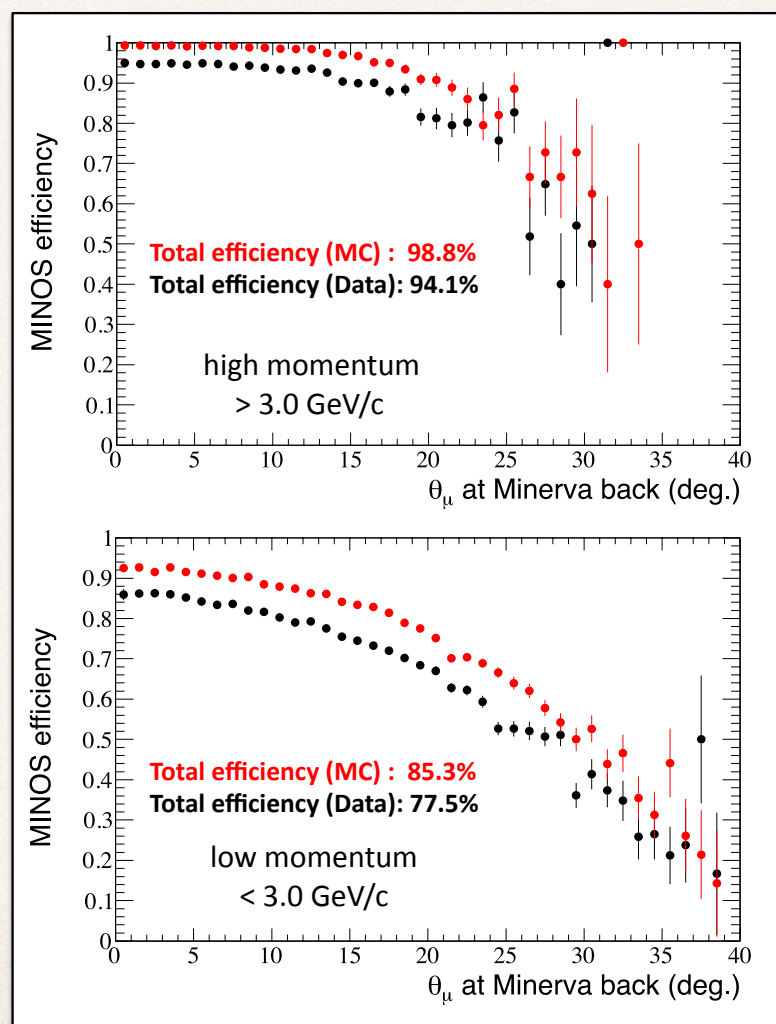 1
0.9
0.8
0.7
0.6
0.5
0.4
0.3
0.2
0.1
0
MINOS efficiency
Total efficiency (MC) : 98.8%
Total efficiency (Data): 94.1%
high momentum
> 3.0 GeV/c
0 5 10 15 20 25 30 35 40
θμ at Minerva back (deg.)
1
0.9
0.8
0.7
0.6
0.5
0.4
0.3
0.2
0.1
0
MINOS efficiency
Total efficiency (MC) : 85.3%
Total efficiency (Data): 77.5%
low momentum
< 3.0 GeV/c
0 5 10 15 20 25 30 35 40
θμ at Minerva back (deg.)